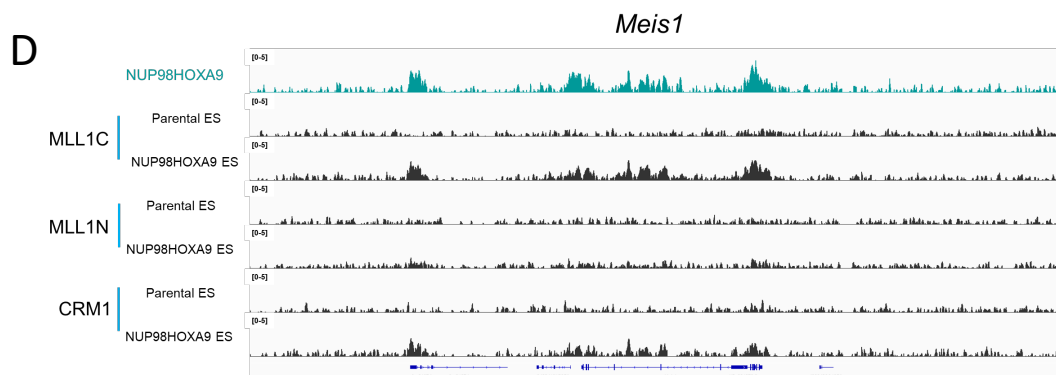 Meis1
D
[0-5]
NUP98HOXA9
[0-5]
Parental ES
MLL1C
[0-5]
NUP98HOXA9 ES
[0-5]
Parental ES
MLL1N
[0-5]
NUP98HOXA9 ES
[0-5]
Parental ES
CRM1
[0-5]
NUP98HOXA9 ES